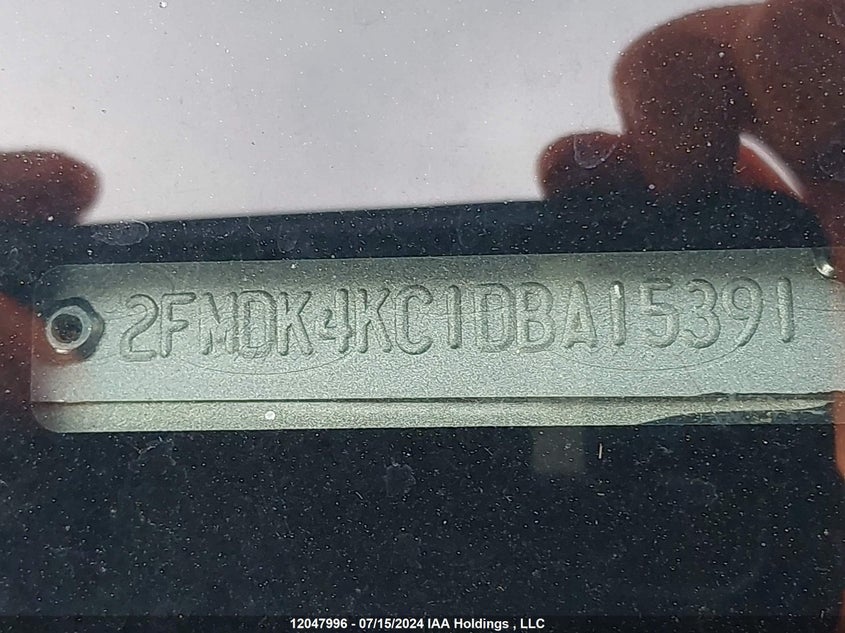 2FMDK4KC1DBA15391
12047996 - 07/15/2024 IAA Holdings , LLC